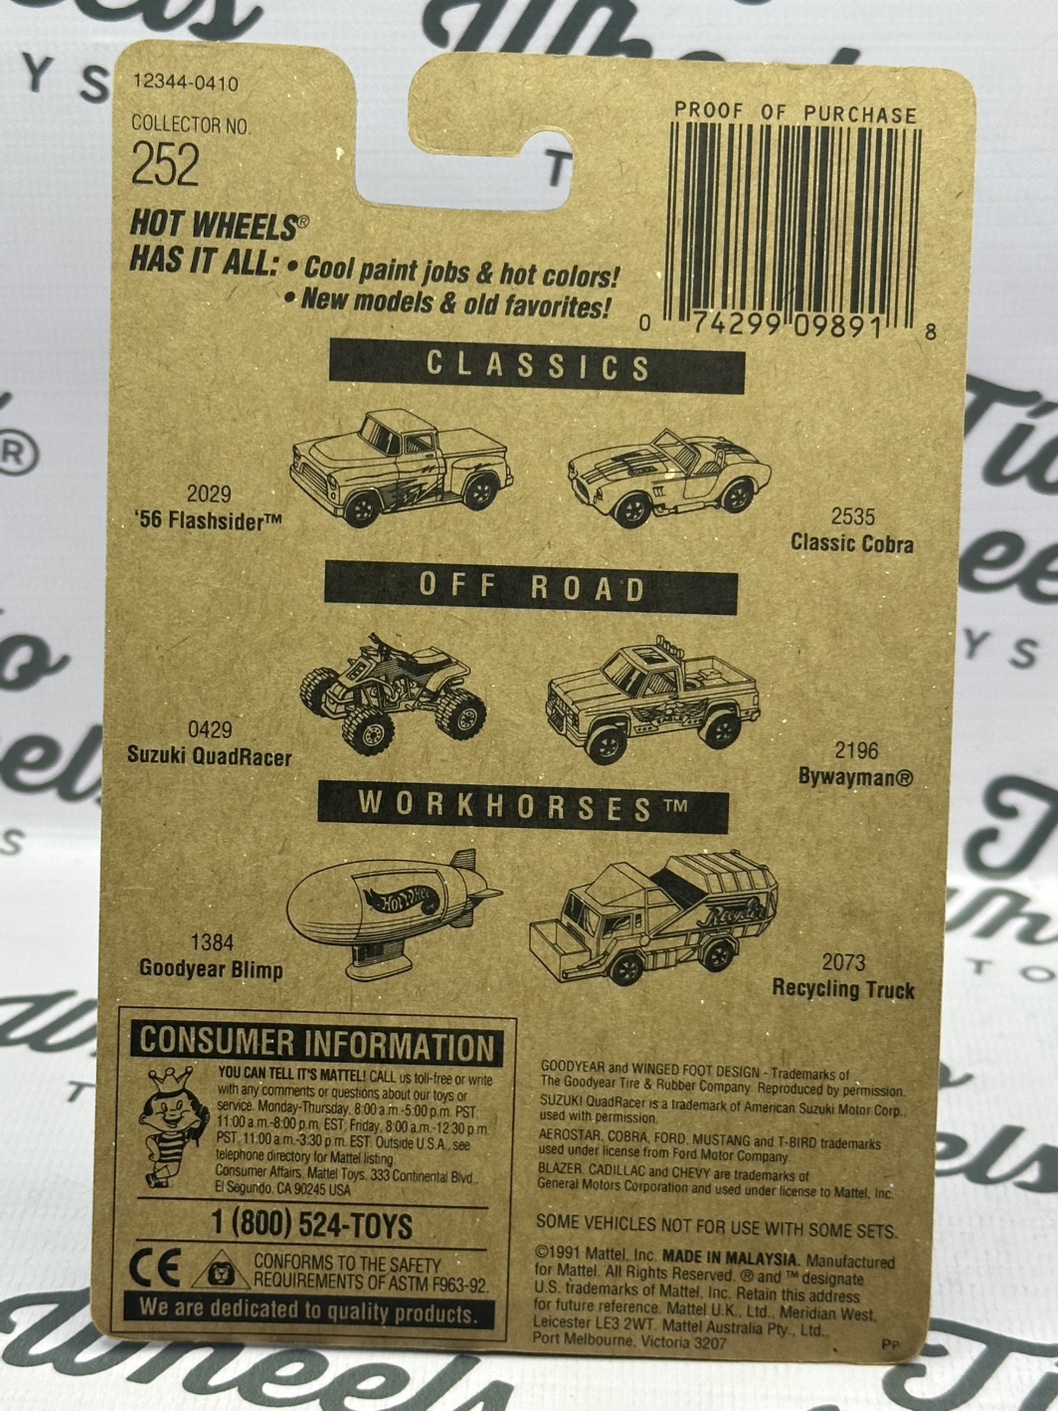 12344-0410
COLLECTOR NO.
252
PROOF OF PURCHASE
0 74299 09891 8
HOT WHEELS®
HAS IT ALL: • Cool paint jobs & hot colors!
• New models & old favorites!
CLASSICS
2029
'56 Flashsider™
2535
Classic Cobra
OFF ROAD
0429
Suzuki QuadRacer
2196
Bywayman®
WORKHORSES™
Hot Wheels
Recycler
1384
Goodyear Blimp
2073
Recycling Truck
CONSUMER INFORMATION
YOU CAN TELL IT'S MATTEL! CALL us toll-free or write
with any comments or questions about our toys or
service. Monday-Thursday, 8:00 a.m.-5:00 p.m. PST,
11:00 a.m.-8:00 p.m. EST; Friday, 8:00 a.m.-12:30 p.m.
PST, 11:00 a.m.-3:30 p.m. EST. Outside U.S.A., see
telephone directory for Mattel listing.
Consumer Affairs, Mattel Toys, 333 Continental Blvd.,
El Segundo, CA 90245 USA
1 (800) 524-TOYS
CE
CONFORMS TO THE SAFETY
REQUIREMENTS OF ASTM F963-92.
We are dedicated to quality products.
GOODYEAR and WINGED FOOT DESIGN - Trademarks of
The Goodyear Tire & Rubber Company. Reproduced by permission.
SUZUKI QuadRacer is a trademark of American Suzuki Motor Corp.,
used with permission.
AEROSTAR, COBRA, FORD, MUSTANG and T-BIRD trademarks
used under license from Ford Motor Company.
BLAZER, CADILLAC and CHEVY are trademarks of
General Motors Corporation and used under license to Mattel, Inc.
SOME VEHICLES NOT FOR USE WITH SOME SETS.
©1991 Mattel, Inc. MADE IN MALAYSIA. Manufactured
for Mattel. All Rights Reserved. ® and ™ designate
U.S. trademarks of Mattel, Inc. Retain this address
for future reference. Mattel U.K., Ltd., Meridian West,
Leicester LE3 2WT. Mattel Australia Pty., Ltd.,
Port Melbourne, Victoria 3207